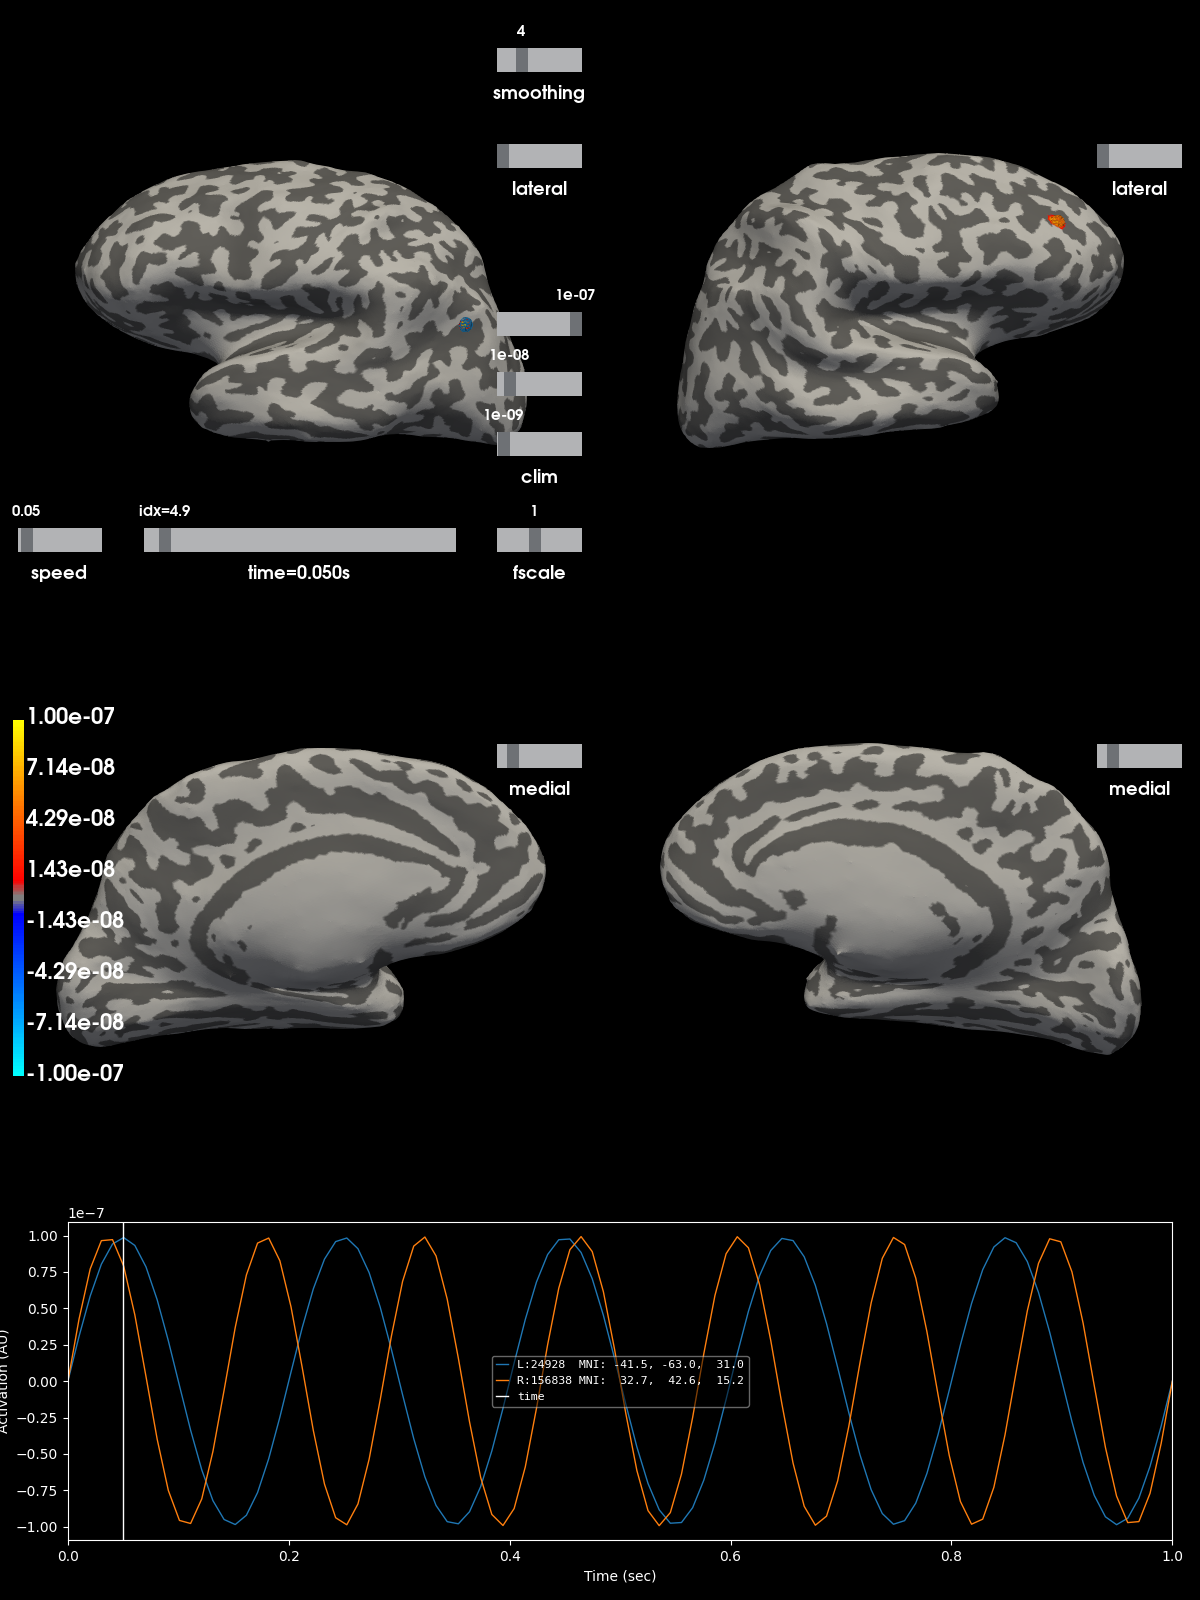 4
smoothing
lateral
lateral
1e-07
1e-08
1e-09
clim
0.05
speed
idx=4.9
time=0.050s
1
fscale
1.00e-07
7.14e-08
4.29e-08
1.43e-08
-1.43e-08
-4.29e-08
-7.14e-08
-1.00e-07
medial
medial
1e−7
1.00
0.75
0.50
0.25
0.00
−0.25
−0.50
−0.75
−1.00
Activation (AU)
L:24928 MNI: -41.5, -63.0, 31.0
R:156838 MNI: 32.7, 42.6, 15.2
time
0.0 0.2 0.4 0.6 0.8 1.0
Time (sec)